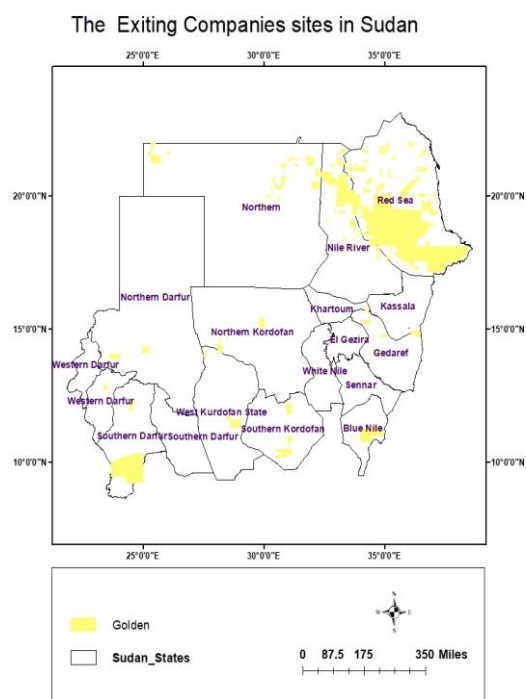 The Exiting Companies sites in Sudan
25°0'0"E 30°0'0"E 35°0'0"E
20°0'0"N 20°0'0"N
Red Sea
Northern
Nile River
Northern Darfur
Khartoum Kassala
15°0'0"N 15°0'0"N
Northern Kordofan
El Gezira
Gedaref
Western Darfur
White Nile
Sennar
Western Darfur
West Kurdofan State
Southern Darfur Southern Darfur Southern Kordofan Blue Nile
10°0'0"N 10°0'0"N
25°0'0"E 30°0'0"E 35°0'0"E
N
W E
S
Golden
Sudan_States
0 87.5 175 350 Miles